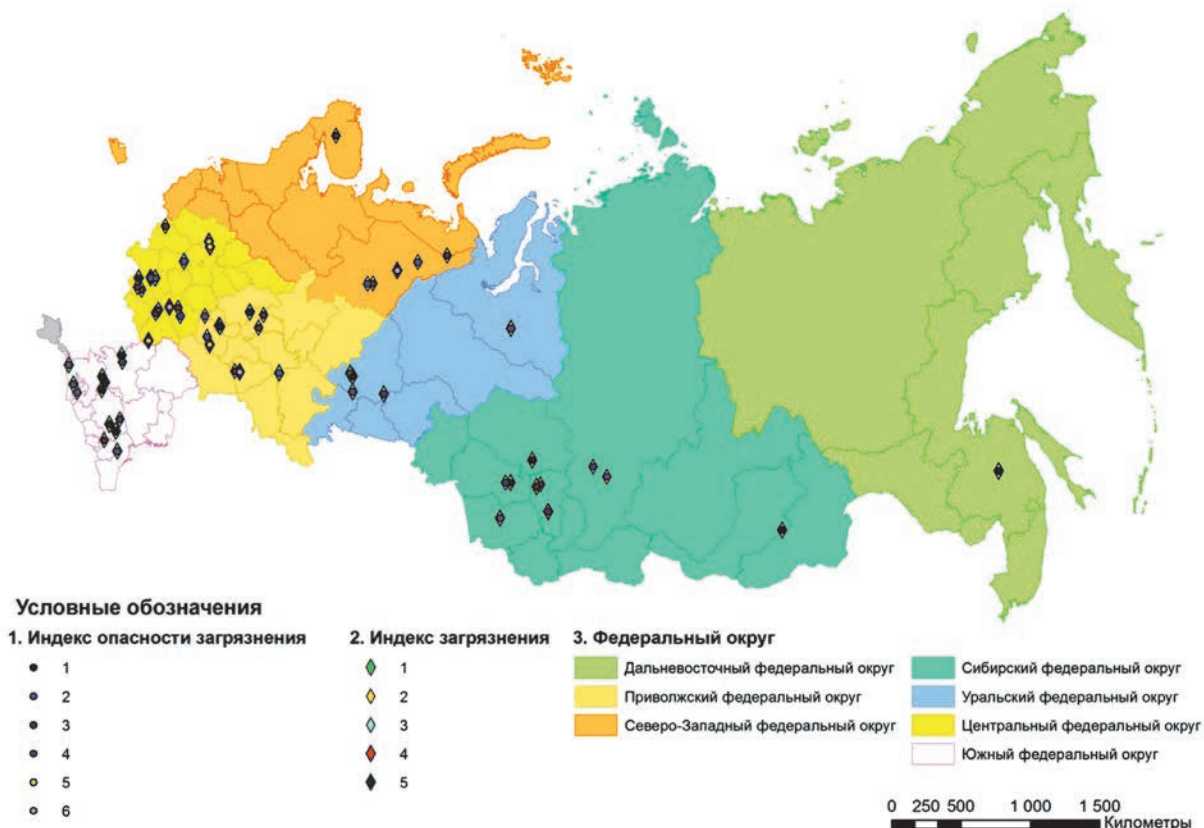 Условные обозначения
1. Индекс опасности загрязнения
1
2
3
4
5
6
2. Индекс загрязнения
1
2
3
4
5
3. Федеральный округ
Дальневосточный федеральный округ
Приволжский федеральный округ
Северо-Западный федеральный округ
Сибирский федеральный округ
Уральский федеральный округ
Центральный федеральный округ
Южный федеральный округ
0 250 500 1 000 1 500
Километры